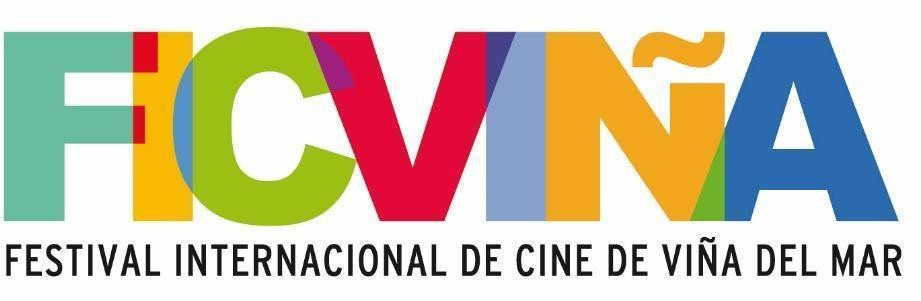 FICVIÑA
FESTIVAL INTERNACIONAL DE CINE DE VIÑA DEL MAR